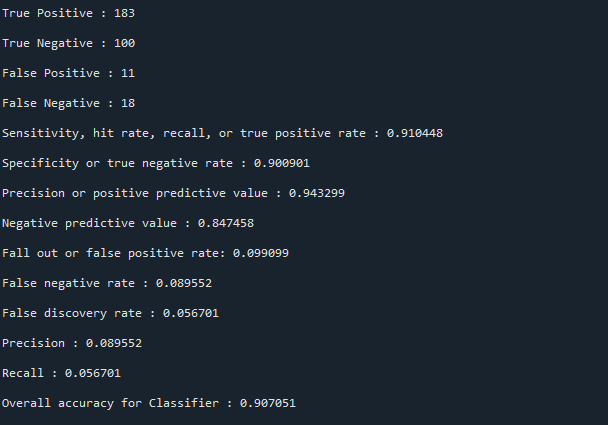 True Positive : 183
True Negative : 100
False Positive : 11
False Negative : 18
Sensitivity, hit rate, recall, or true positive rate : 0.910448
Specificity or true negative rate : 0.900901
Precision or positive predictive value : 0.943299
Negative predictive value : 0.847458
Fall out or false positive rate: 0.099099
False negative rate : 0.089552
False discovery rate : 0.056701
Precision : 0.089552
Recall : 0.056701
Overall accuracy for Classifier : 0.907051